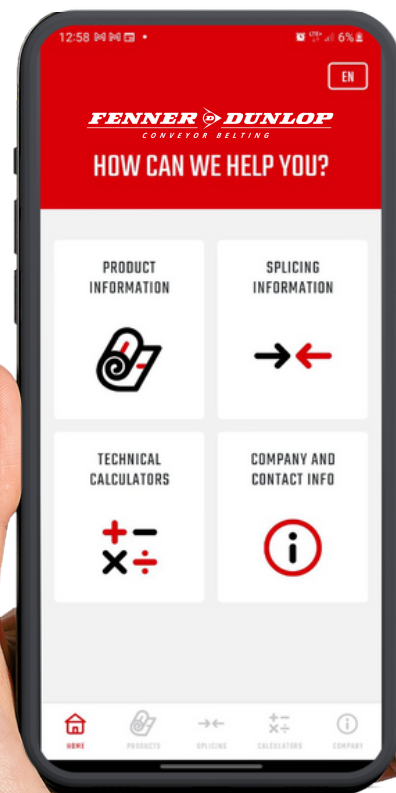 12:58
6%
EN
FENNER DUNLOP
CONVEYOR BELTING
HOW CAN WE HELP YOU?
PRODUCT
INFORMATION
SPLICING
INFORMATION
TECHNICAL
CALCULATORS
COMPANY AND
CONTACT INFO
HOME
PRODUCTS
SPLICING
CALCULATORS
COMPANY